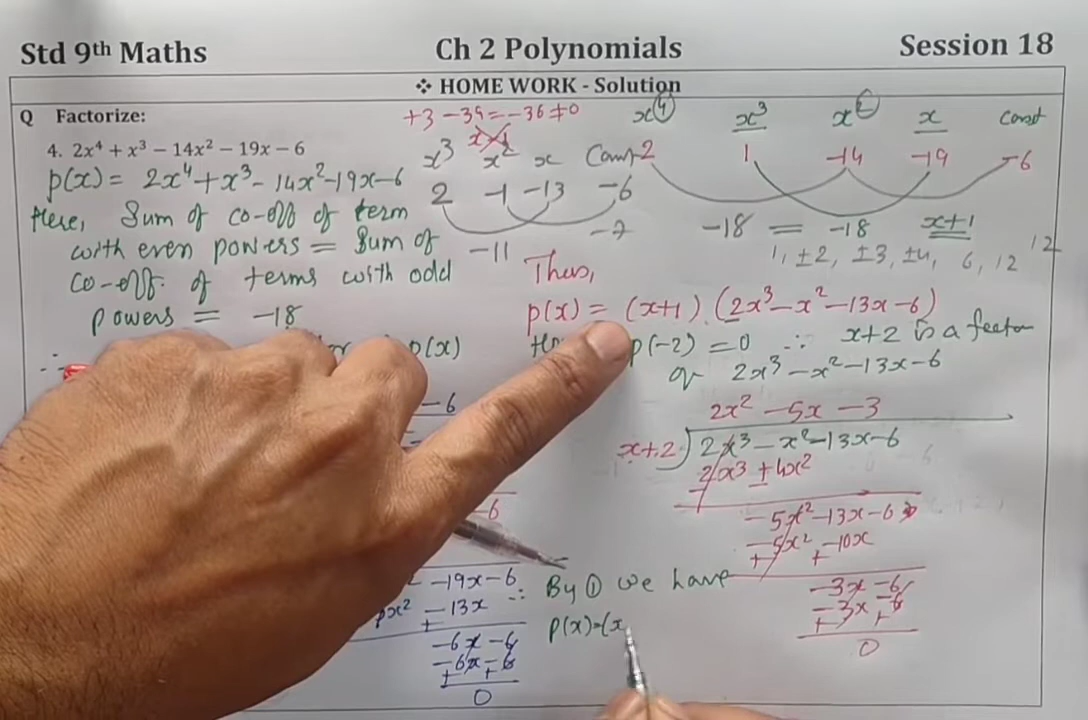 Std 9th Maths Ch 2 Polynomials Session 18
❖ HOME WORK - Solution
Q Factorize:
4. 2x⁴ + x³ – 14x² – 19x – 6
p(x) = 2x⁴+x³-14x²-19x-6
Here, Sum of co-eff of term
with even powers = Sum of
co-eff. of terms with odd
powers = -18
∴
p(x)
-6
-6
-19x-6
-13x
-6x-6
-6x-6
+ +
0
+3 -39 = -36 ≠ 0
x³ x² x Const
2 -1 -13 -6
-11 -7
x⁴ x³ x² x const
2 1 -14 -19 -6
-18 = -18 x+1
1, ±2, ±3, ±4, 6, 12
12
Thus,
p(x) = (x+1) (2x³-x²-13x-6)
p(-2) = 0 ∴ x+2 is a factor
of 2x³-x²-13x-6
2x² -5x -3
x+2 ) 2x³-x²-13x-6
2x³ + 4x²
-
-5x²-13x-6
-5x² -10x
+ +
-3x -6
-3x -6
+ +
0
∴ By ① we have
p(x)=(x